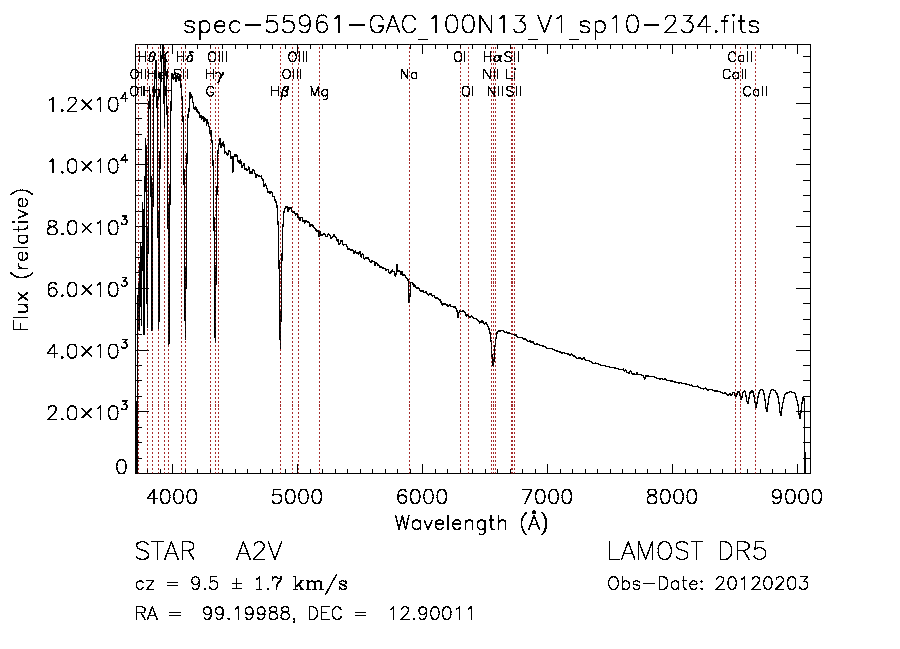 spec-55961-GAC_100N13_V1_sp10-234.fits
Hδ OIII OIII OI Hα SII CaII
Hγ OIII Na NII Li CaII
G Hβ Mg OI NII SII CaII
1.2×10⁴
1.0×10⁴
8.0×10³
6.0×10³
4.0×10³
2.0×10³
0
Flux (relative)
4000 5000 6000 7000 8000 9000
Wavelength (Å)
STAR A2V LAMOST DR5
cz = 9.5 ± 1.7 km/s Obs-Date: 20120203
RA = 99.19988, DEC = 12.90011